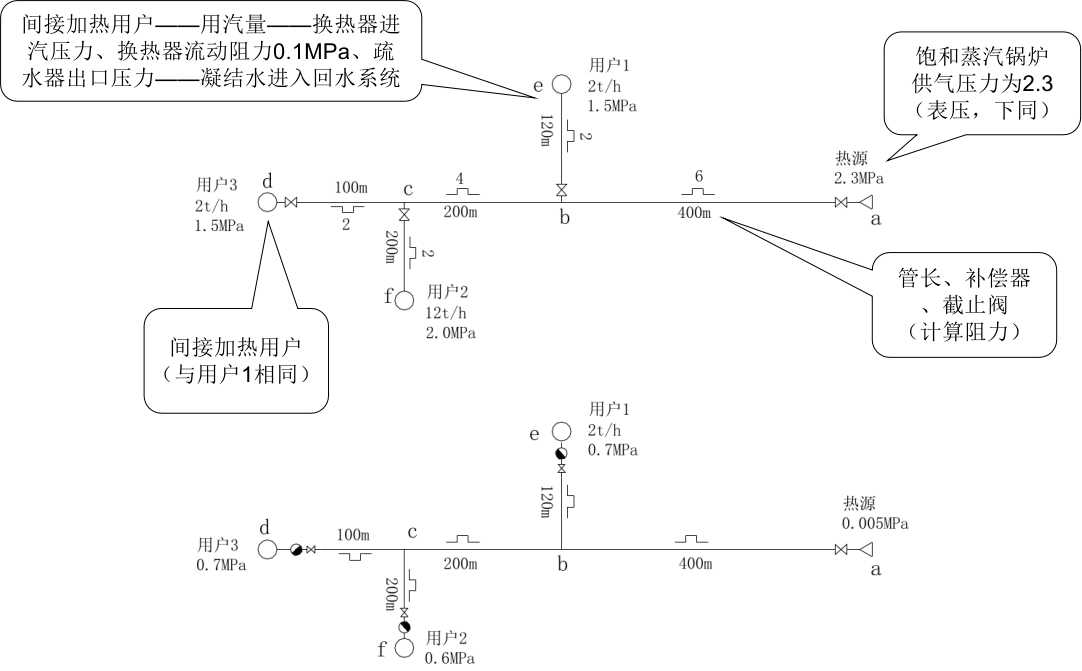 间接加热用户——用汽量——换热器进
汽压力、换热器流动阻力0.1MPa、疏
水器出口压力——凝结水进入回水系统
饱和蒸汽锅炉
供气压力为2.3
（表压，下同）
e
用户1
2t/h
1.5MPa
120m
2
热源
2.3MPa
a
6
400m
b
4
200m
c
100m
2
d
用户3
2t/h
1.5MPa
200m
2
f
用户2
12t/h
2.0MPa
管长、补偿器
、截止阀
（计算阻力）
间接加热用户
（与用户1相同）
e
用户1
2t/h
0.7MPa
120m
热源
0.005MPa
a
400m
b
200m
c
100m
d
用户3
0.7MPa
200m
f
用户2
0.6MPa